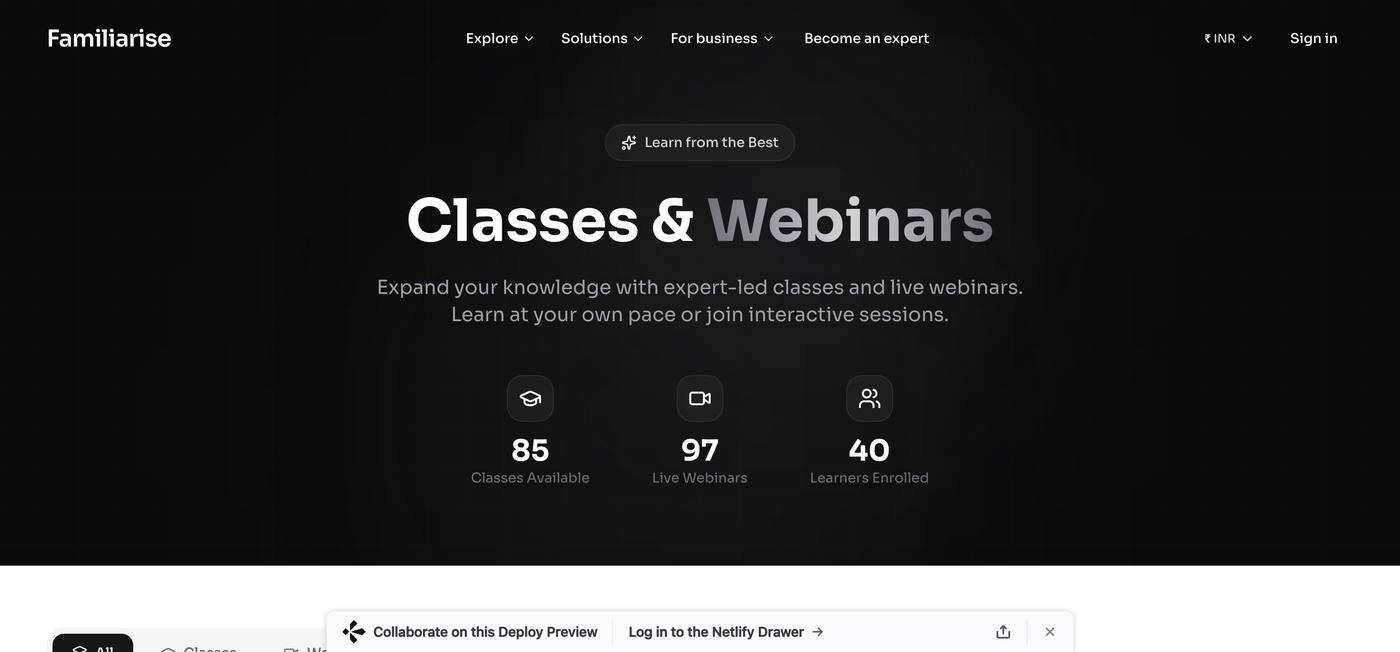 Familiarise
Explore
Solutions
For business
Become an expert
₹ INR
Sign in
Learn from the Best
Classes & Webinars
Expand your knowledge with expert-led classes and live webinars.
Learn at your own pace or join interactive sessions.
85
Classes Available
97
Live Webinars
40
Learners Enrolled
Collaborate on this Deploy Preview
Log in to the Netlify Drawer →
All
Classes